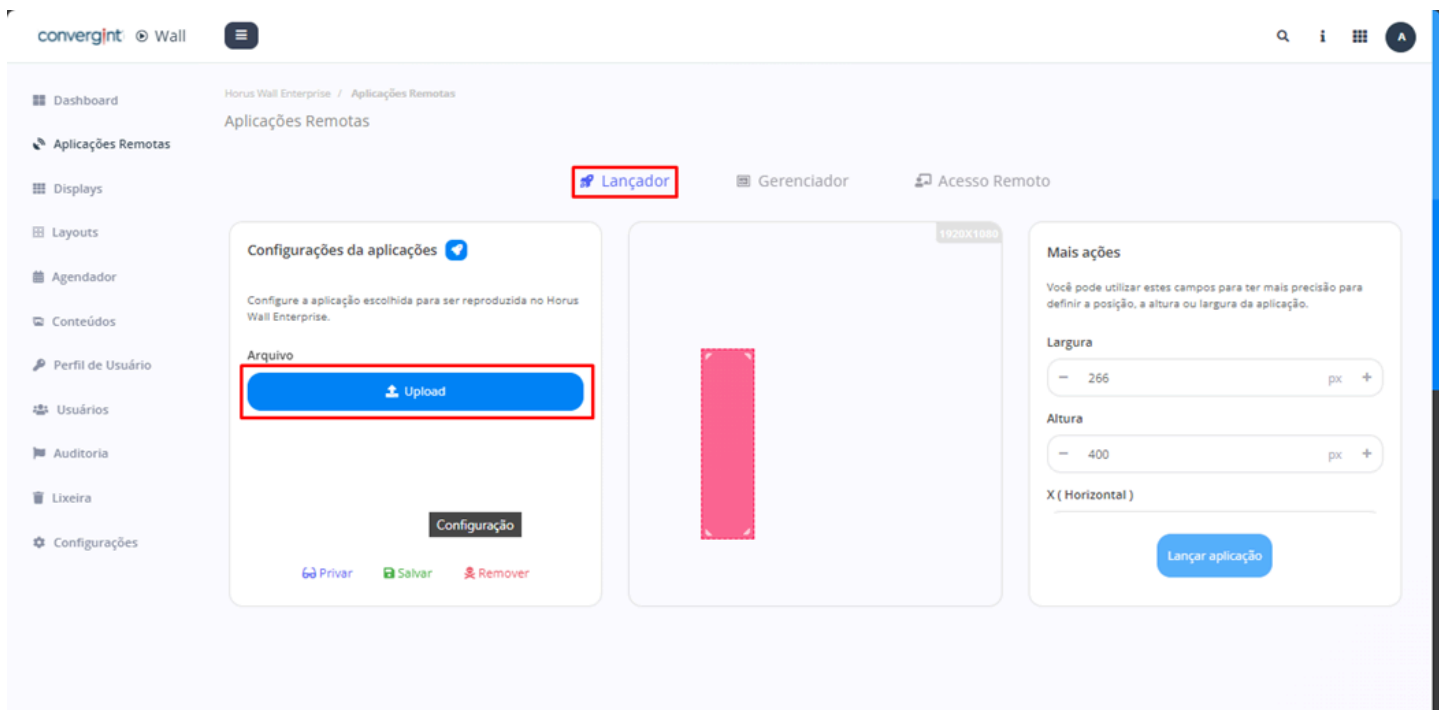 convergint Wall
A
Dashboard
Aplicações Remotas
Displays
Layouts
Agendador
Conteúdos
Perfil de Usuário
Usuários
Auditoria
Lixeira
Configurações
Horus Wall Enterprise / Aplicações Remotas
Aplicações Remotas
Lançador
Gerenciador
Acesso Remoto
Configurações da aplicações
Configure a aplicação escolhida para ser reproduzida no Horus
Wall Enterprise.
Arquivo
Upload
Configuração
Privar
Salvar
Remover
1920X1080
Mais ações
Você pode utilizar estes campos para ter mais precisão para
definir a posição, a altura ou largura da aplicação.
Largura
− 266 px +
Altura
− 400 px +
X ( Horizontal )
Lançar aplicação